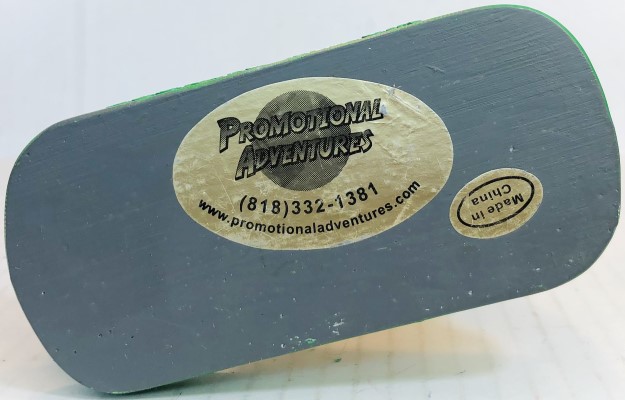 PROMOTIONAL
ADVENTURES
(818)332-1381
www.promotionaladventures.com
Made in
China